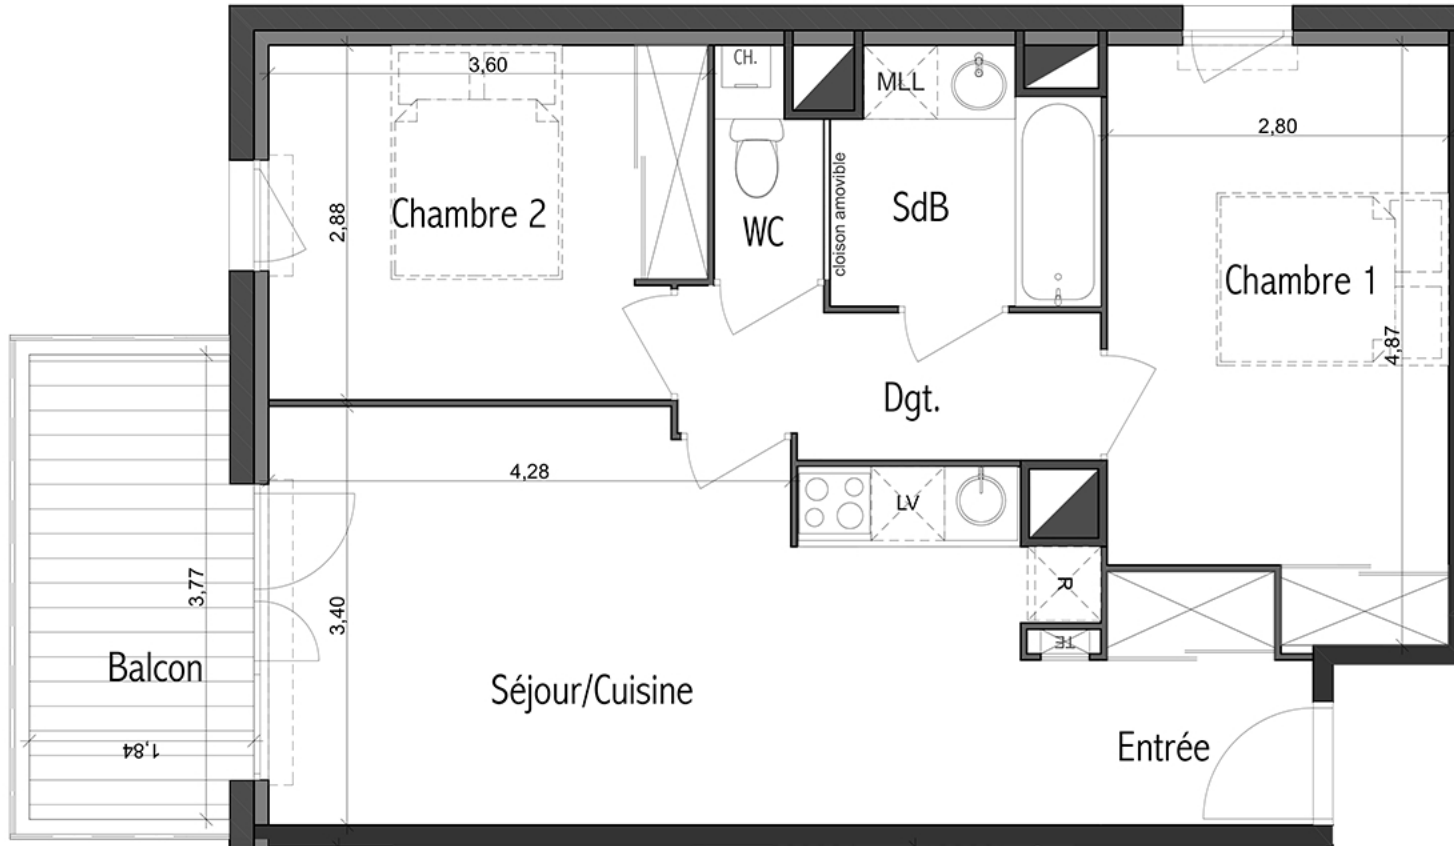 3,60
CH.
MLL
2,80
cloison amovible
2,88
Chambre 2
WC
SdB
Chambre 1
4,87
Dgt.
4,28
LV
3,77
3,40
R
TE
Balcon
Séjour/Cuisine
1,84
Entrée